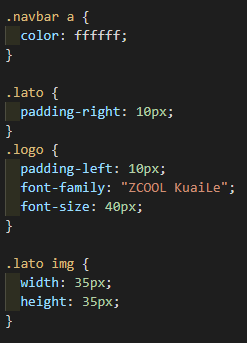 .navbar a {
  color: ffffff;
}

.lato {
  padding-right: 10px;
}
.logo {
  padding-left: 10px;
  font-family: "ZCOOL KuaiLe";
  font-size: 40px;
}

.lato img {
  width: 35px;
  height: 35px;
}